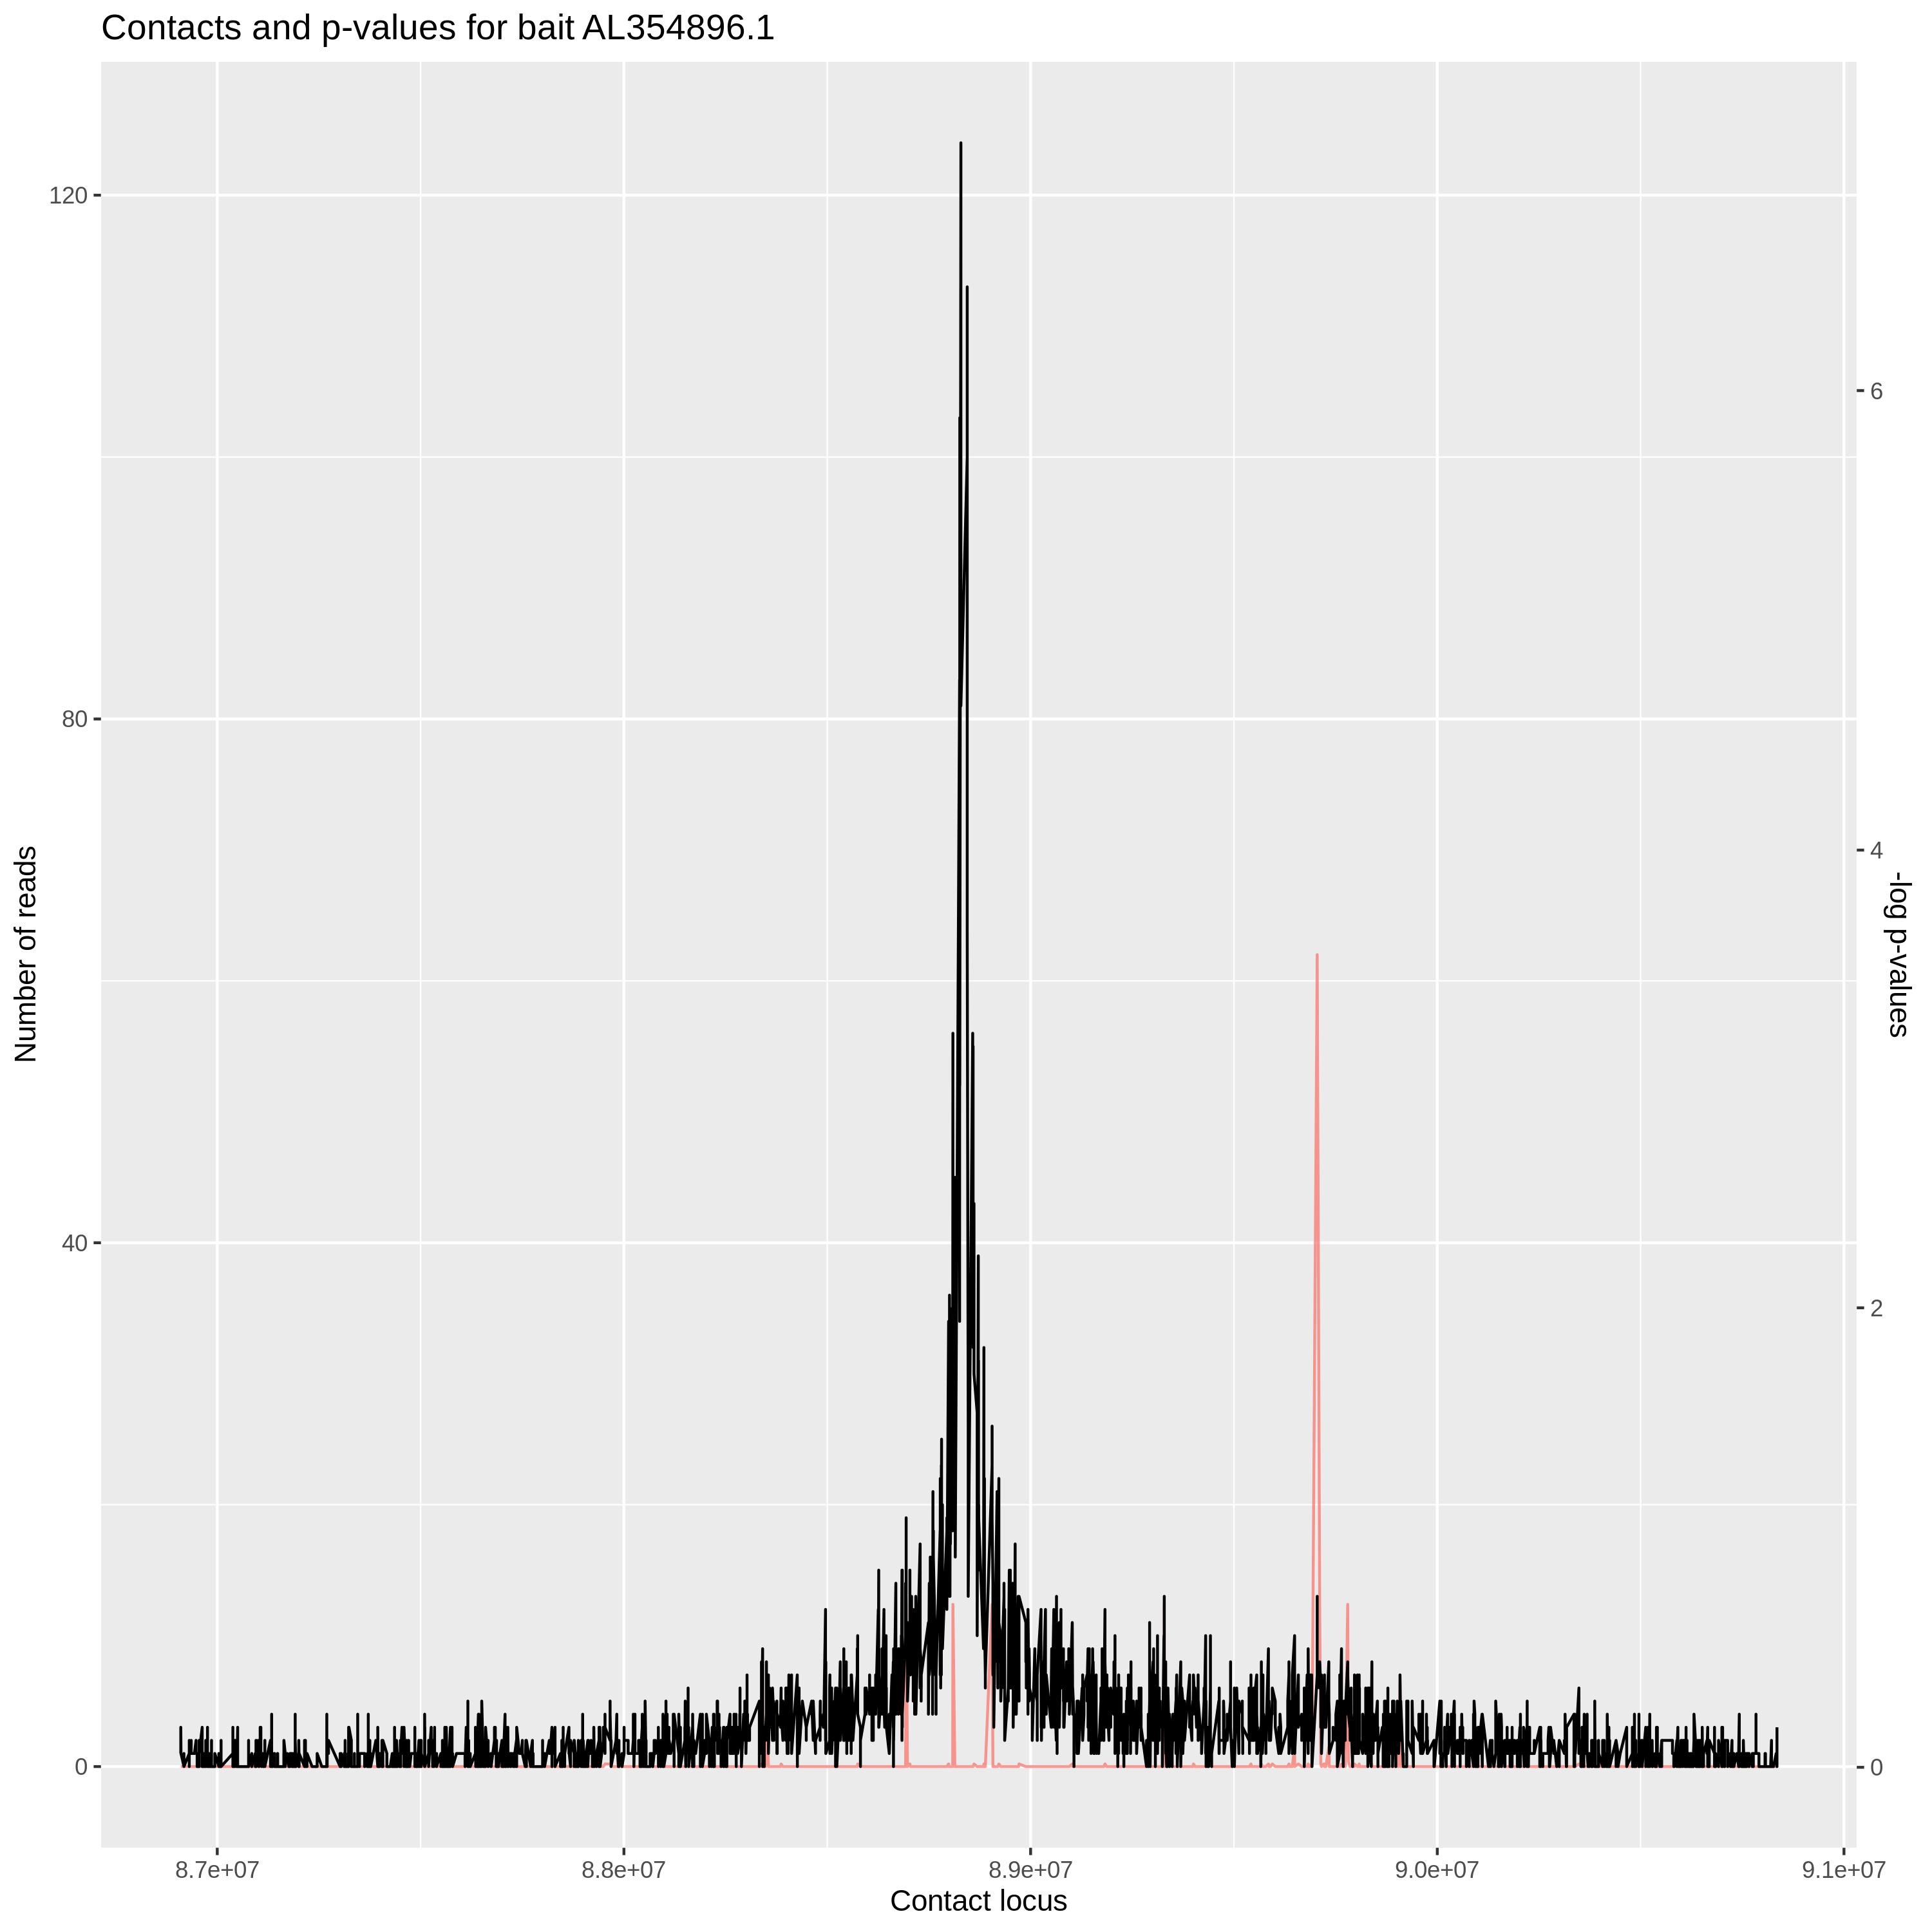 Contacts and p-values for bait AL354896.1
120
80
40
0
Number of reads
6
4
2
0
-log p-values
8.7e+07 8.8e+07 8.9e+07 9.0e+07 9.1e+07
Contact locus